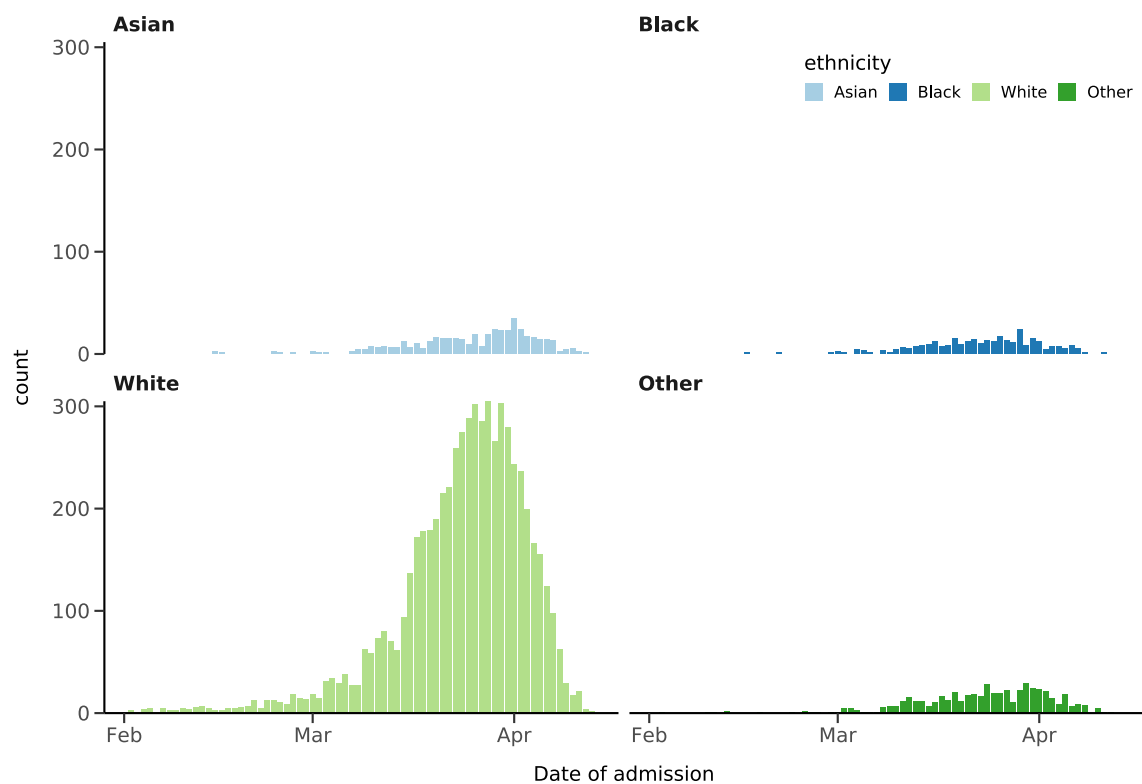 Asian
Black
300
200
100
0
ethnicity
Asian Black White Other
count
White
Other
300
200
100
0
Feb Mar Apr
Feb Mar Apr
Date of admission